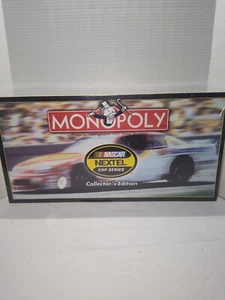 MONOPOLY
NASCAR
NEXTEL
CUP SERIES
Collector's Edition